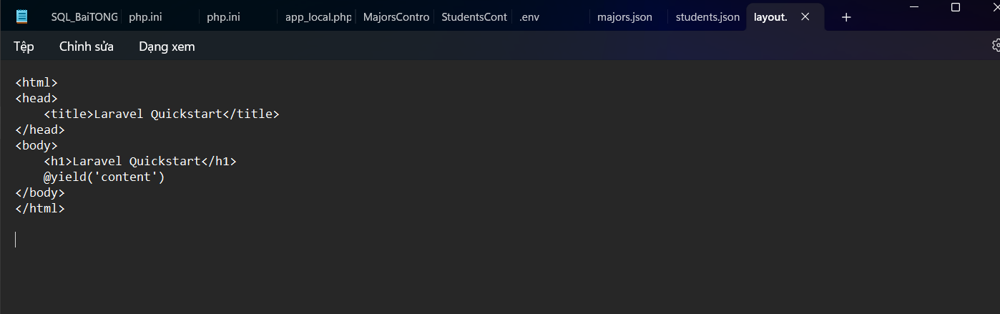 SQL_BaiTONG php.ini php.ini app_local.php MajorsContro StudentsCont .env majors.json students.json layout.
Tệp Chỉnh sửa Dạng xem
<html>
<head>
    <title>Laravel Quickstart</title>
</head>
<body>
    <h1>Laravel Quickstart</h1>
    @yield('content')
</body>
</html>